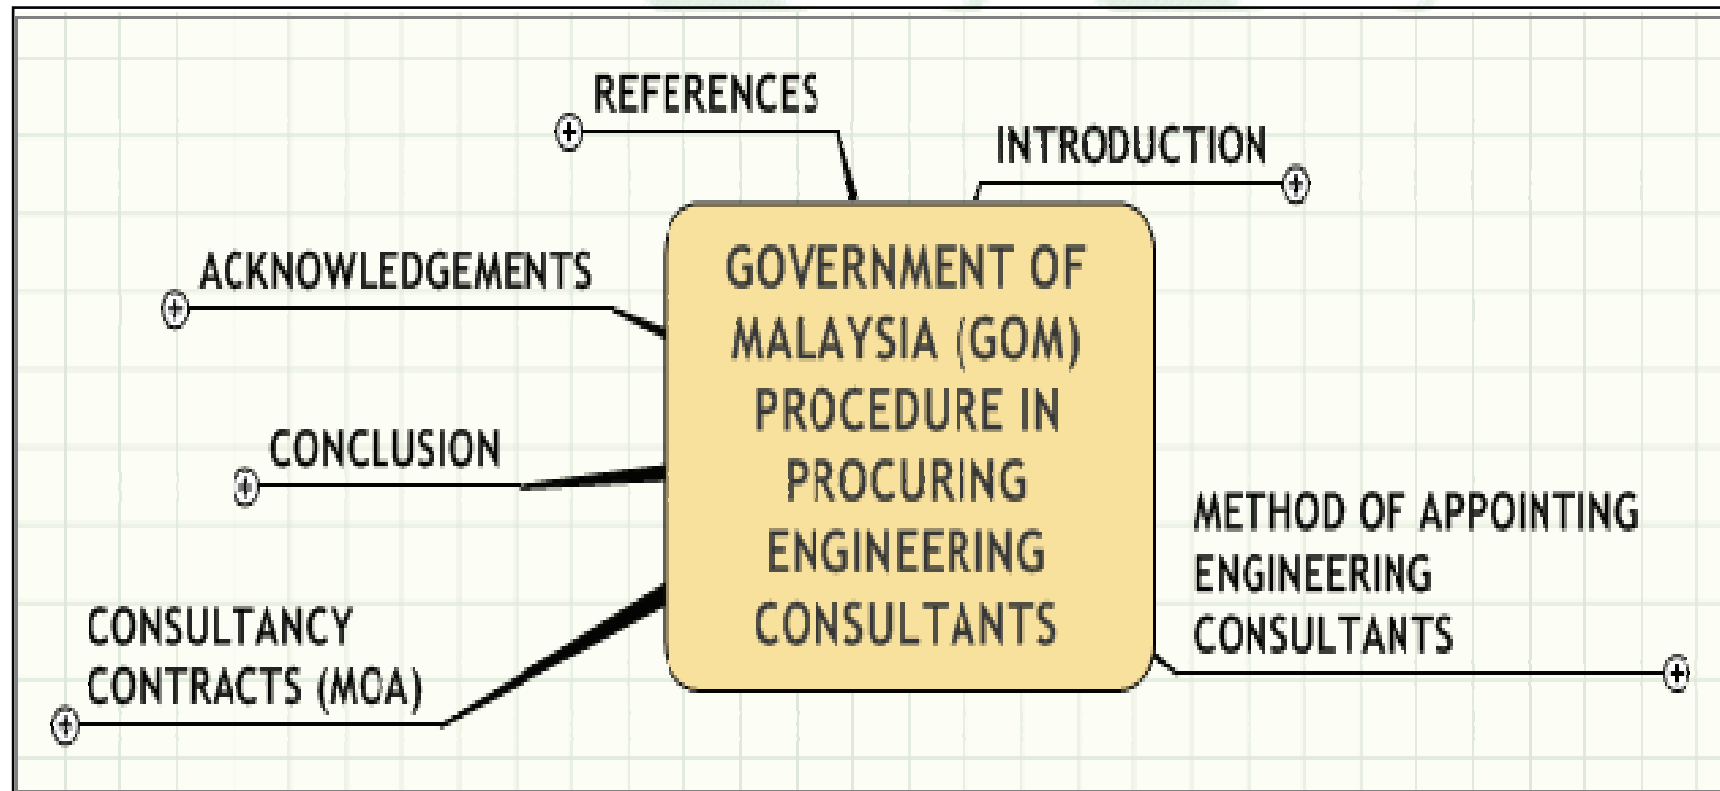 REFERENCES
INTRODUCTION
ACKNOWLEDGEMENTS
GOVERNMENT OF
MALAYSIA (GOM)
PROCEDURE IN
PROCURING
ENGINEERING
CONSULTANTS
CONCLUSION
METHOD OF APPOINTING
ENGINEERING
CONSULTANTS
CONSULTANCY
CONTRACTS (MOA)